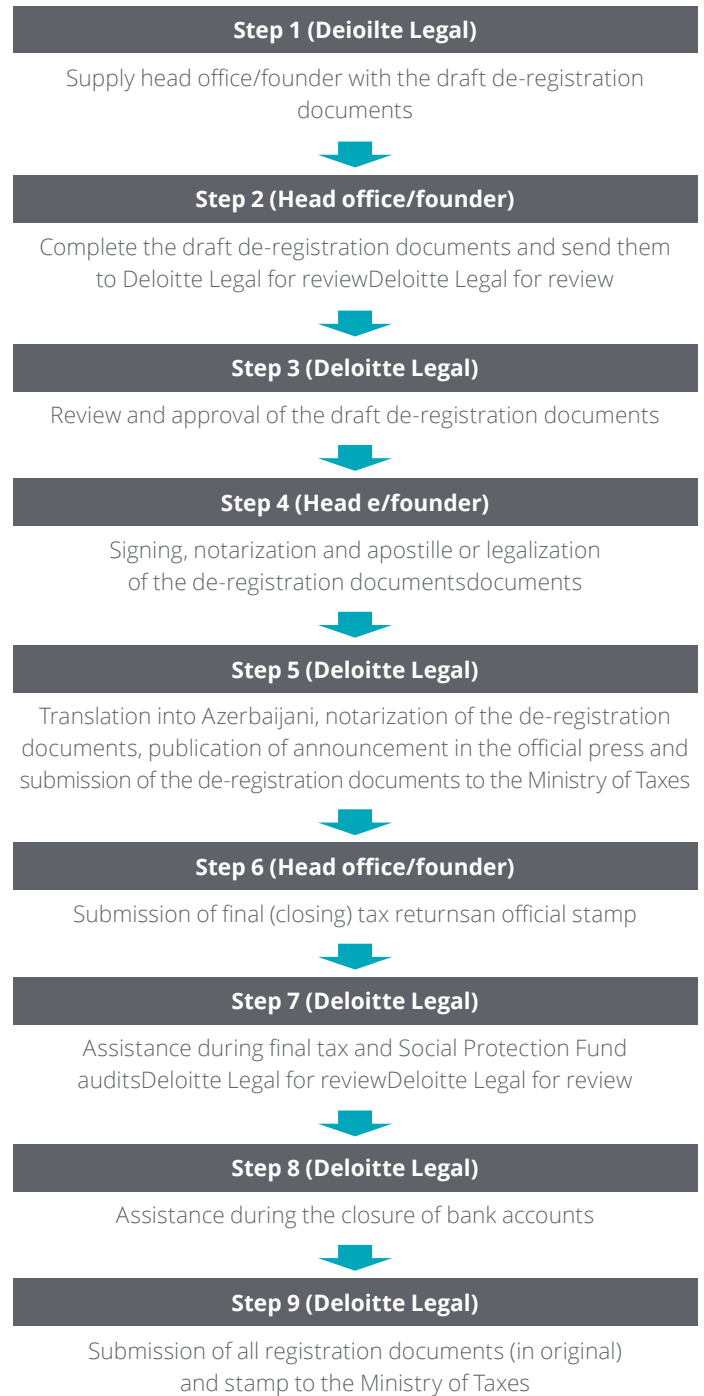 Step 1 (Deioilte Legal)
Supply head office/founder with the draft de-registration
documents
Step 2 (Head office/founder)
Complete the draft de-registration documents and send them
to Deloitte Legal for reviewDeloitte Legal for review
Step 3 (Deloitte Legal)
Review and approval of the draft de-registration documents
Step 4 (Head e/founder)
Signing, notarization and apostille or legalization
of the de-registration documentsdocuments
Step 5 (Deloitte Legal)
Translation into Azerbaijani, notarization of the de-registration
documents, publication of announcement in the official press and
submission of the de-registration documents to the Ministry of Taxes
Step 6 (Head office/founder)
Submission of final (closing) tax returnsan official stamp
Step 7 (Deloitte Legal)
Assistance during final tax and Social Protection Fund
auditsDeloitte Legal for reviewDeloitte Legal for review
Step 8 (Deloitte Legal)
Assistance during the closure of bank accounts
Step 9 (Deloitte Legal)
Submission of all registration documents (in original)
and stamp to the Ministry of Taxes